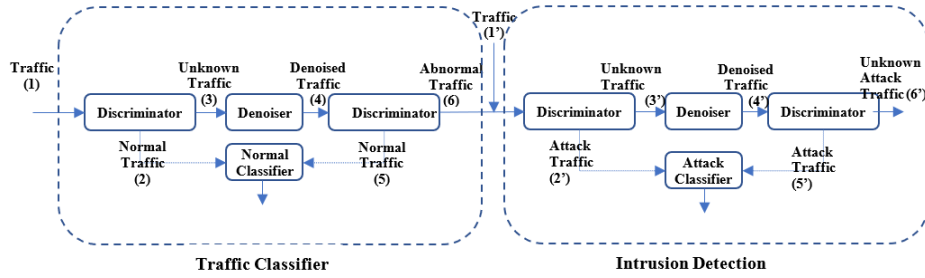 Traffic
(1)
Discriminator
Unknown
Traffic
(3)
Denoiser
Denoised
Traffic
(4)
Discriminator
Abnormal
Traffic
(6)
Normal
Traffic
(2)
Normal
Classifier
Normal
Traffic
(5)
Traffic Classifier
Traffic
(1’)
Discriminator
Unknown
Traffic (3’)
Denoiser
Denoised
Traffic (4’)
Discriminator
Unknown
Attack
Traffic (6’)
Attack
Traffic
(2’)
Attack
Classifier
Attack
Traffic
(5’)
Intrusion Detection